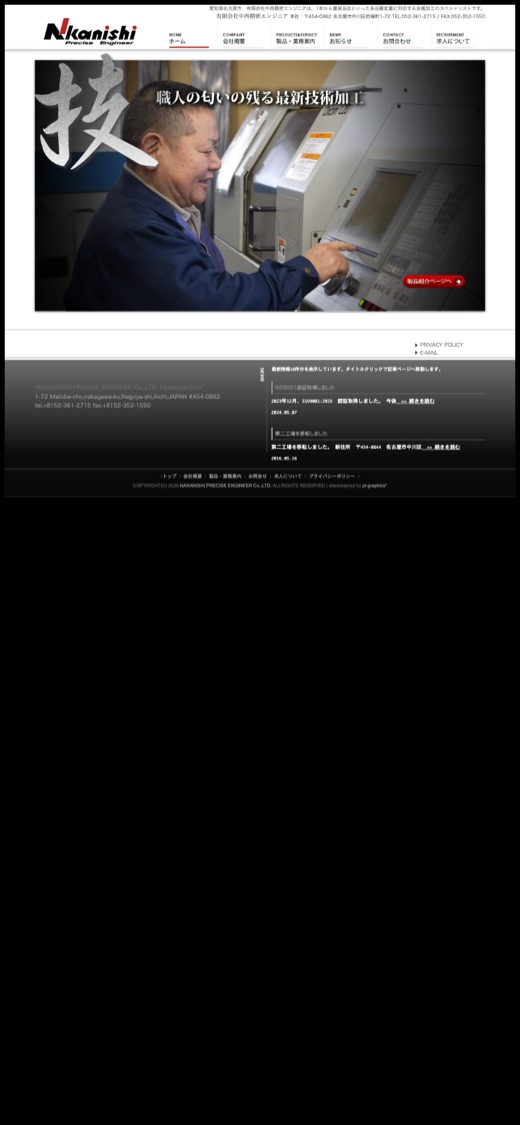 愛知県名古屋市 有限会社中西精密エンジニアは、1本から量産品迄といった多品種変量に対応する金属加工のスペシャリストです。
有限会社中西精密エンジニア 本社：〒454-0862 名古屋市中川区的場町1-72 TEL.052-361-2715 / FAX.052-352-1550
Nkanishi
Precise Engineer
HOME COMPANY PRODUCT&SERVICE NEWS CONTACT RECRUITMENT
ホーム 会社概要 製品・業務案内 お知らせ お問合わせ 求人について
技
職人の匂いの残る最新技術加工
製品紹介ページへ
PRIVACY POLICY
E-MAIL
NEWS
最新情報14件分を表示しています。タイトルクリックで記事ページへ移動します。
"NAKANISHI PRECISE ENGINEER Co.,LTD. Headquarters"
1-72 Matoba-cho,nakagawa-ku,Nagoya-shi,Aichi,JAPAN #454-0862
tel.+8152-361-2715 fax.+8152-352-1550
ISO9001認証取得しました
2023年12月、ISO9001:2015 認証取得しました。 今後 >> 続きを読む
2024.05.07
第二工場を移転しました
第二工場を移転しました。 新住所 〒454-0844 名古屋市中川区 >> 続きを読む
2016.05.16
｜トップ｜会社概要｜製品・業務案内｜お問合せ｜求人について｜プライバシーポリシー｜
COPYRIGHT(C) 2008 NAKANISHI PRECISE ENGINEER Co.,LTD. ALLRIGHTS RESERVED | sitedesigned by pl-graphics*